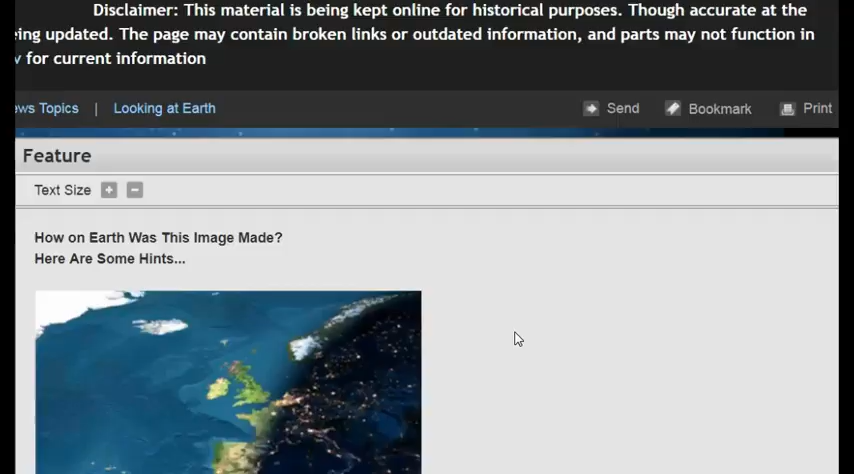 Disclaimer: This material is being kept online for historical purposes. Though accurate at the
eing updated. The page may contain broken links or outdated information, and parts may not function in
v for current information
ews Topics | Looking at Earth Send Bookmark Print
Feature
Text Size + −
How on Earth Was This Image Made?
Here Are Some Hints...